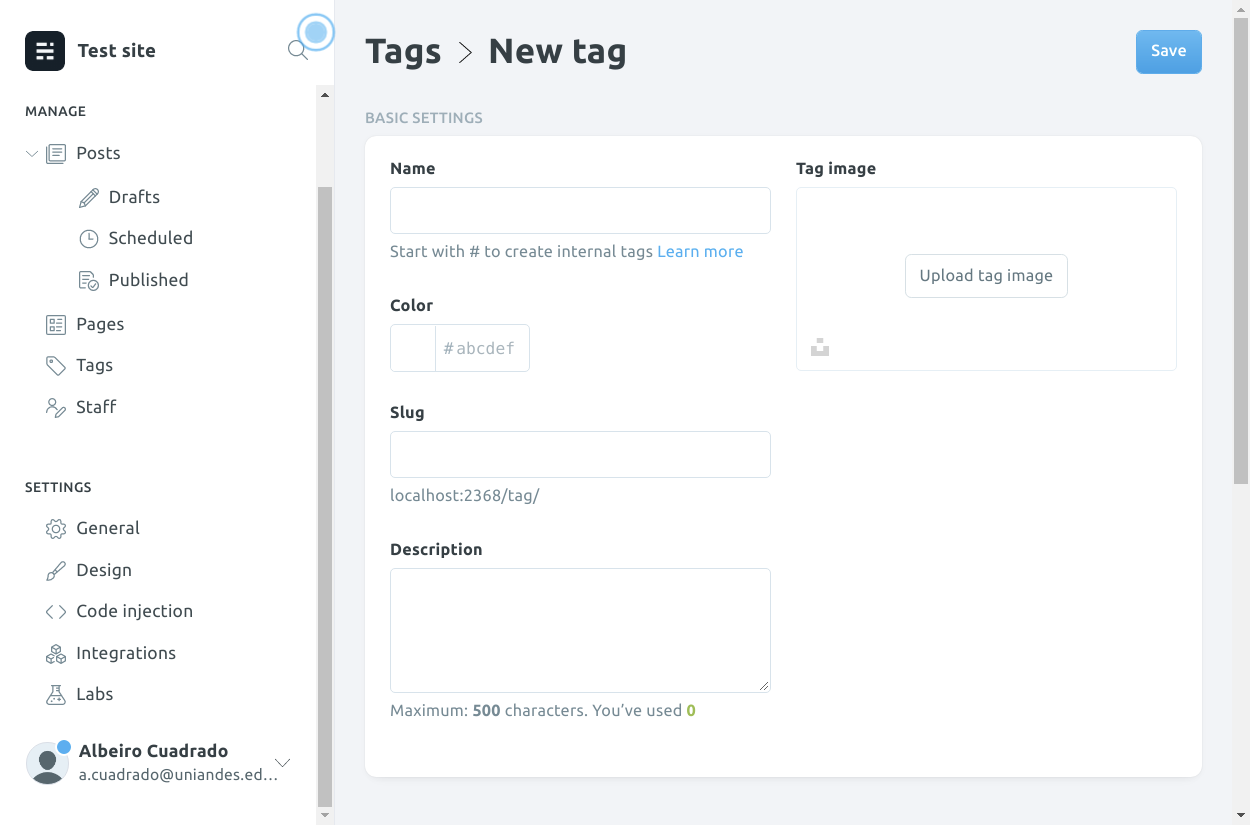 Test site
MANAGE
Posts
Drafts
Scheduled
Published
Pages
Tags
Staff
SETTINGS
General
Design
Code injection
Integrations
Labs
Albeiro Cuadrado
a.cuadrado@uniandes.ed...
Tags > New tag
Save
BASIC SETTINGS
Name
Start with # to create internal tags Learn more
Color
#abcdef
Slug
localhost:2368/tag/
Description
Maximum: 500 characters. You’ve used 0
Tag image
Upload tag image